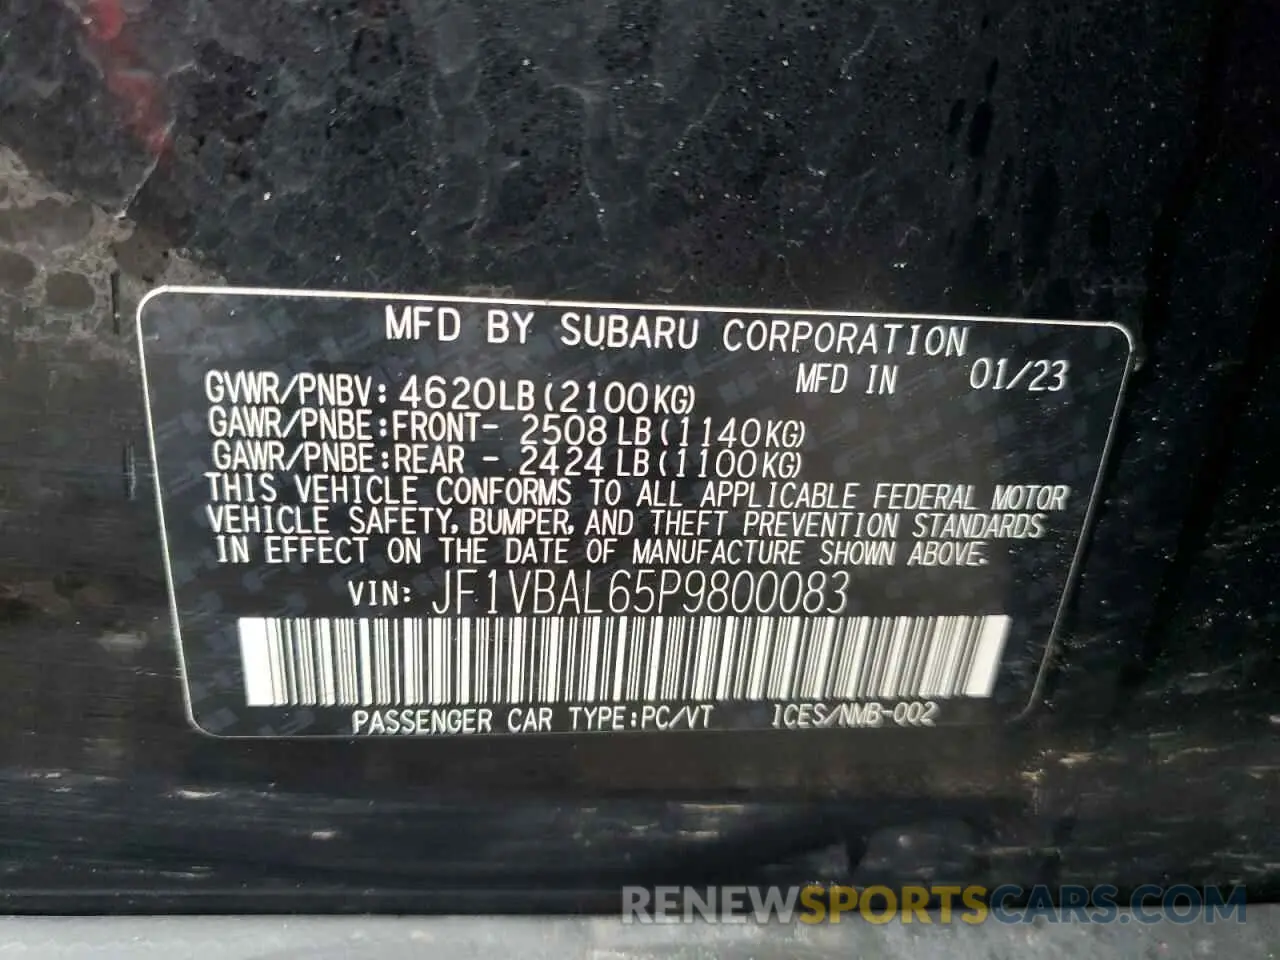 MFD BY SUBARU CORPORATION
MFD IN 01/23
GVWR/PNBV: 4620LB(2100KG)
GAWR/PNBE:FRONT- 2508LB(1140KG)
GAWR/PNBE:REAR - 2424LB(1100KG)
THIS VEHICLE CONFORMS TO ALL APPLICABLE FEDERAL MOTOR
VEHICLE SAFETY, BUMPER, AND THEFT PREVENTION STANDARDS
IN EFFECT ON THE DATE OF MANUFACTURE SHOWN ABOVE.
VIN: JF1VBAL65P9800083
PASSENGER CAR TYPE:PC/VT ICES/NMB-002
RENEWSPORTSCARS.COM